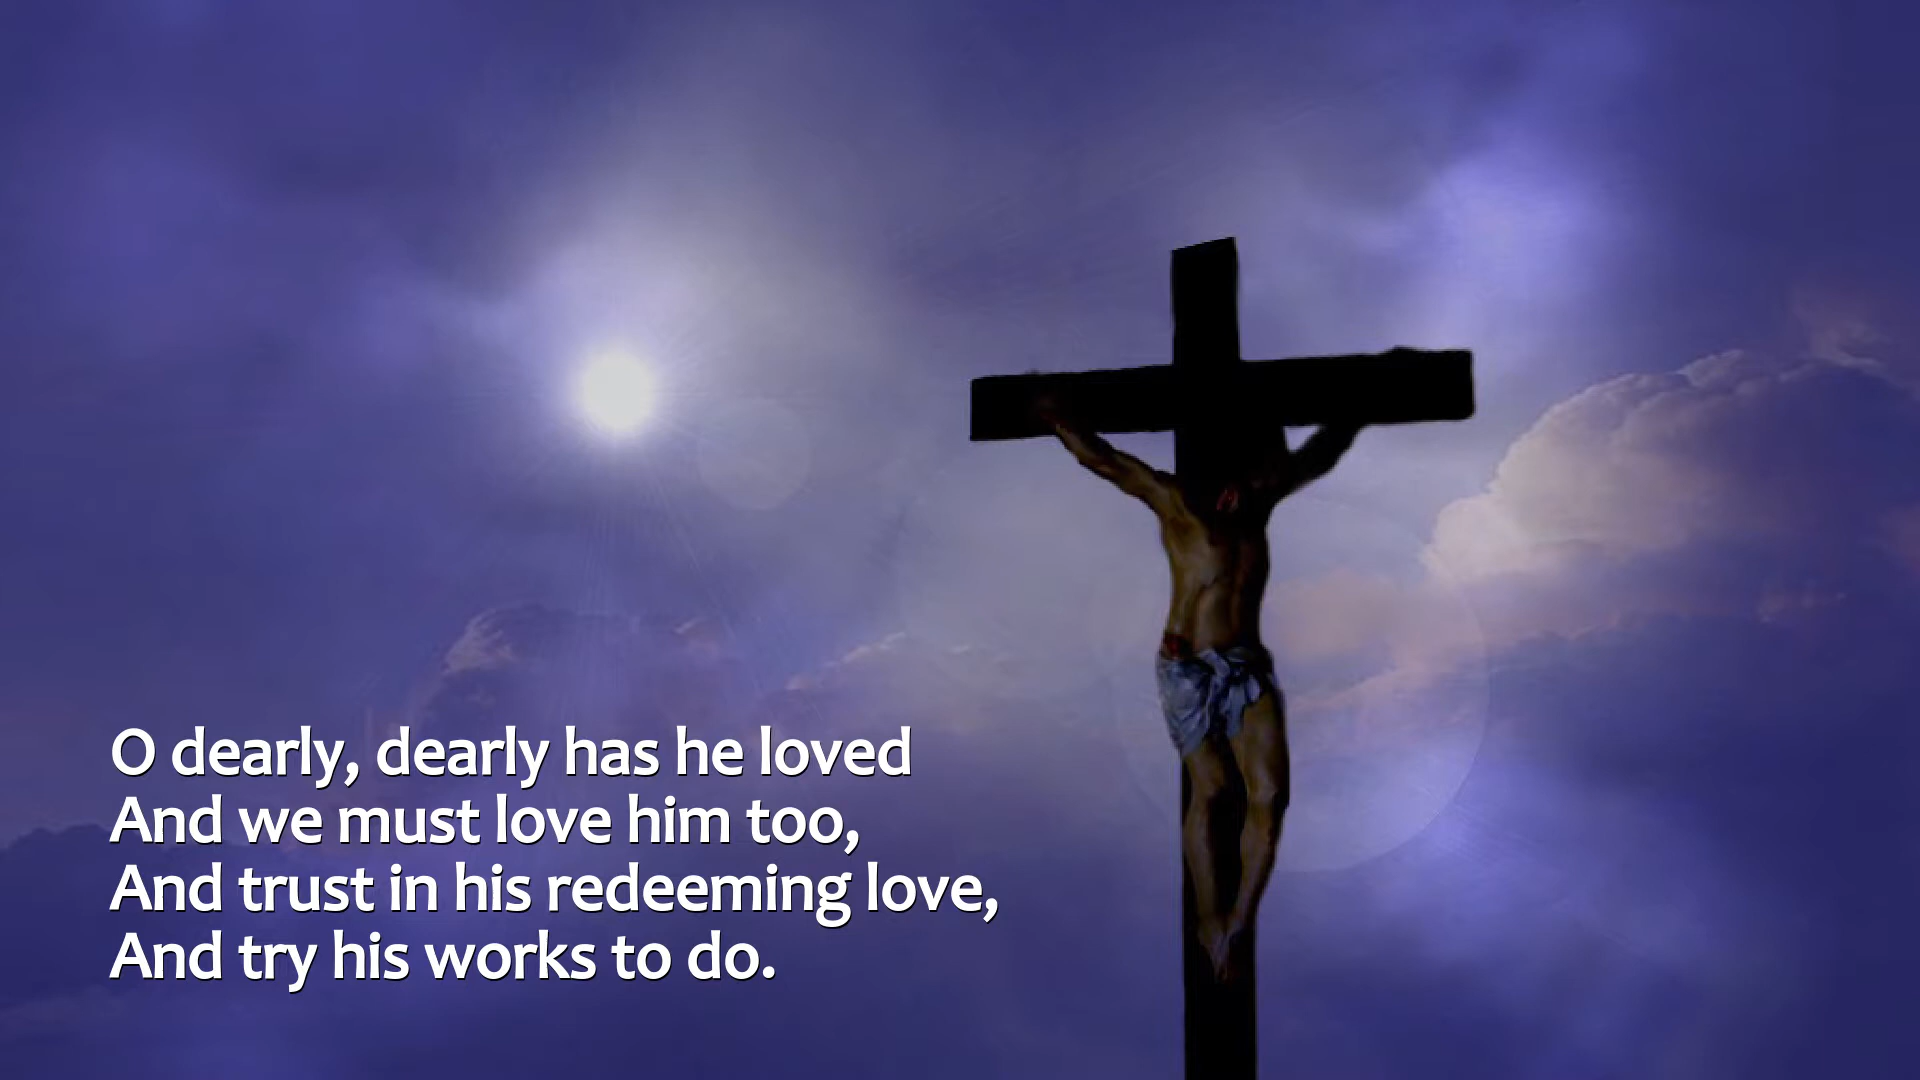 O dearly, dearly has he loved
And we must love him too,
And trust in his redeeming love,
And try his works to do.